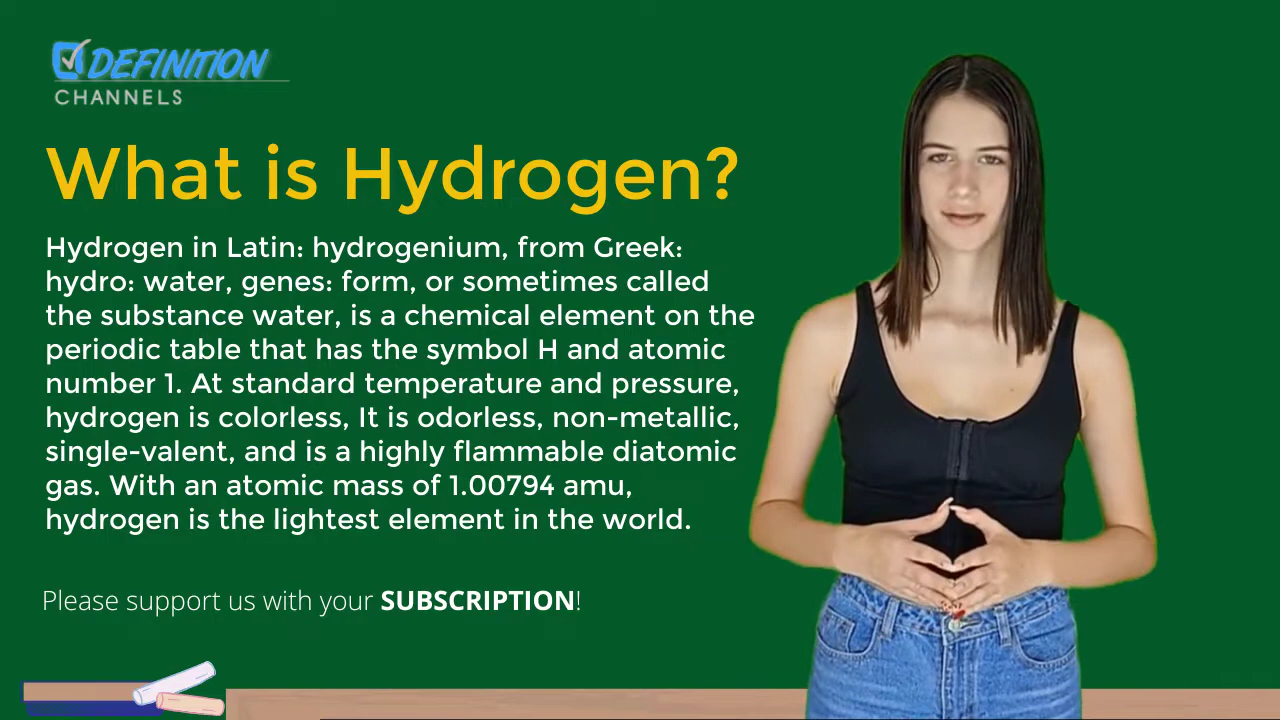 DEFINITION
CHANNELS
What is Hydrogen?
Hydrogen in Latin: hydrogenium, from Greek:
hydro: water, genes: form, or sometimes called
the substance water, is a chemical element on the
periodic table that has the symbol H and atomic
number 1. At standard temperature and pressure,
hydrogen is colorless, It is odorless, non-metallic,
single-valent, and is a highly flammable diatomic
gas. With an atomic mass of 1.00794 amu,
hydrogen is the lightest element in the world.
Please support us with your SUBSCRIPTION!